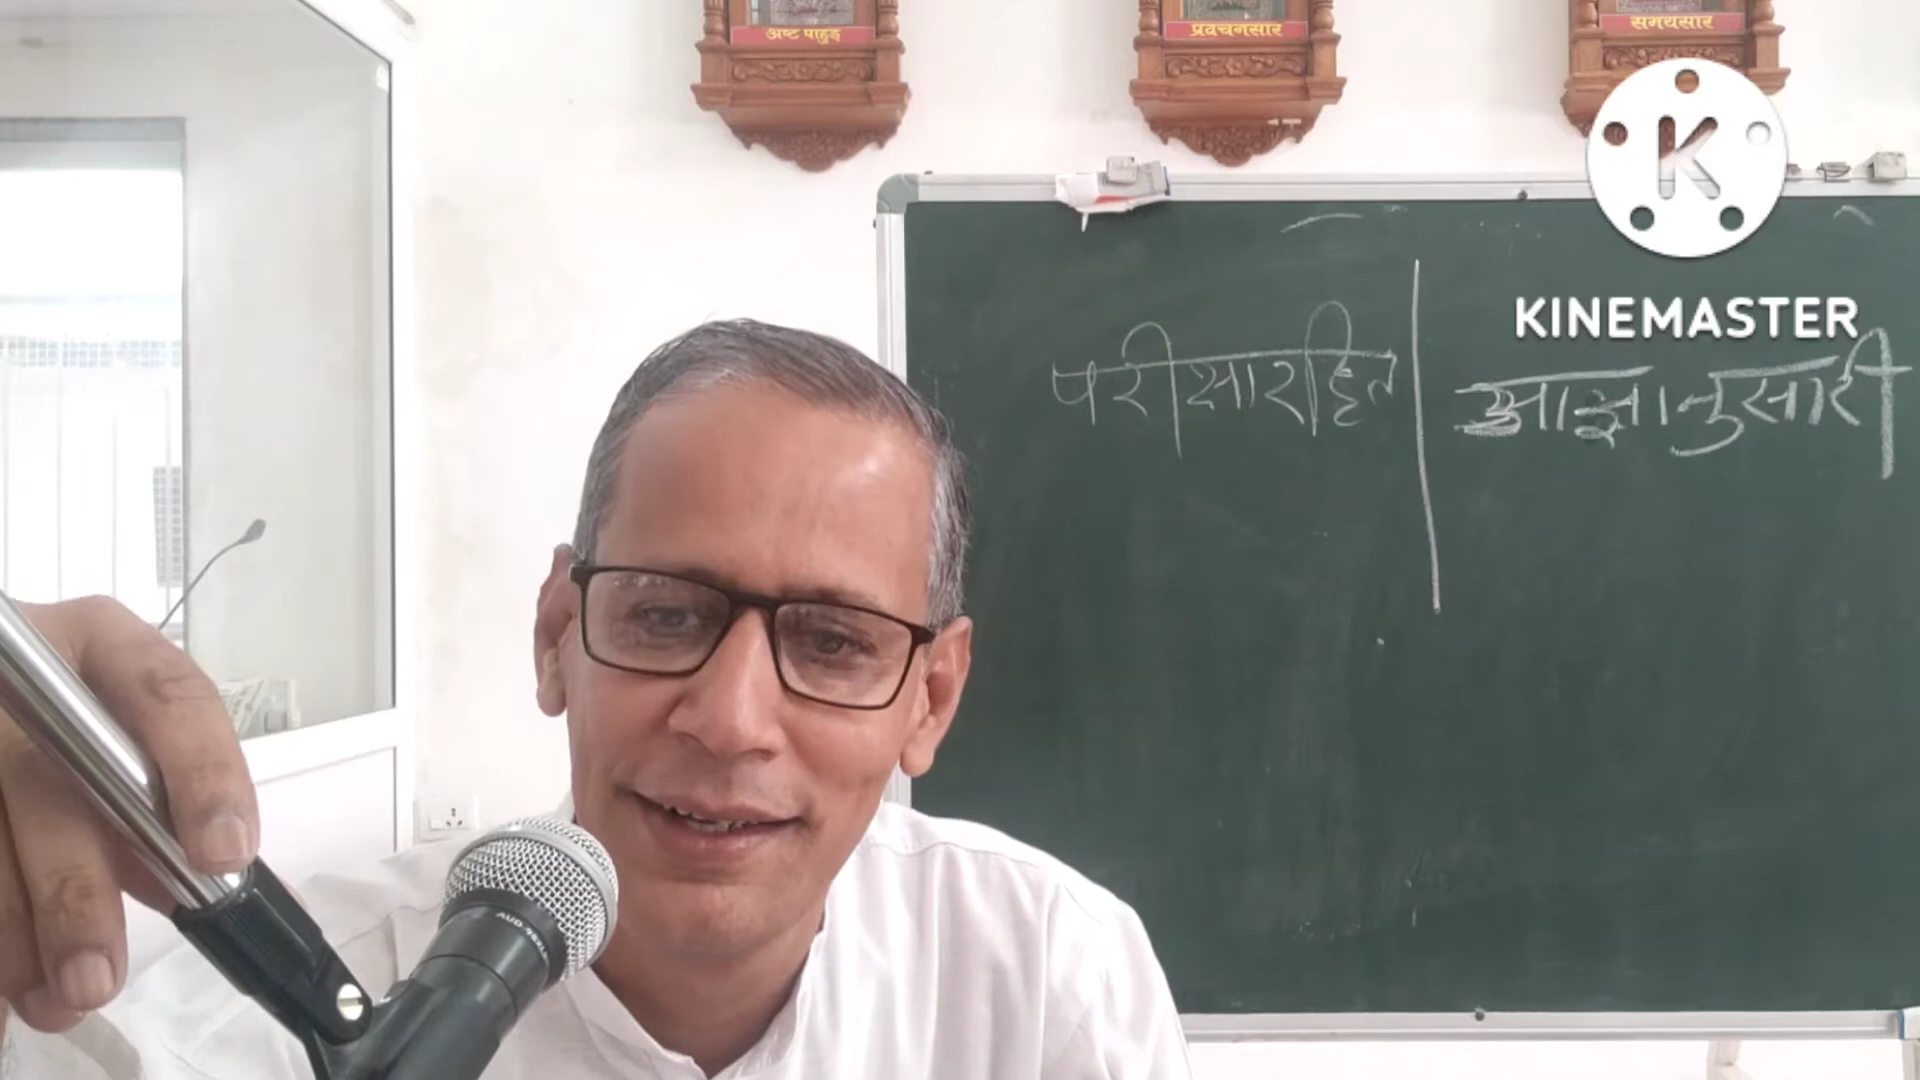 अष्ट पाहुड़
प्रवचनसार
समयसार
K
KINEMASTER
परीक्षारहित
आज्ञानुसारी